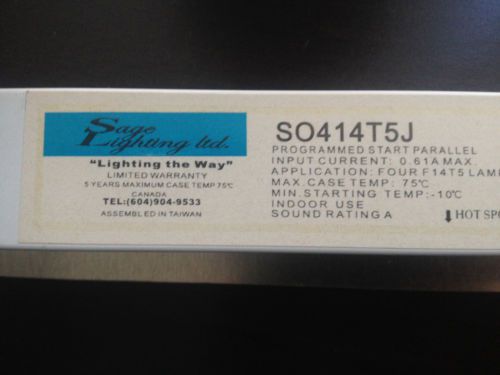 Sage
Lighting ltd.
"Lighting the Way"
LIMITED WARRANTY
5 YEARS MAXIMUM CASE TEMP 75℃
CANADA
TEL:(604)904-9533
ASSEMBLED IN TAIWAN
SO414T5J
PROGRAMMED START PARALLEL
INPUT CURRENT: 0.61A MAX.
APPLICATION: FOUR F14T5 LAM
MAX.CASE TEMP: 75℃
MIN.STARTING TEMP:-10℃
INDOOR USE
SOUND RATING A
HOT SPO